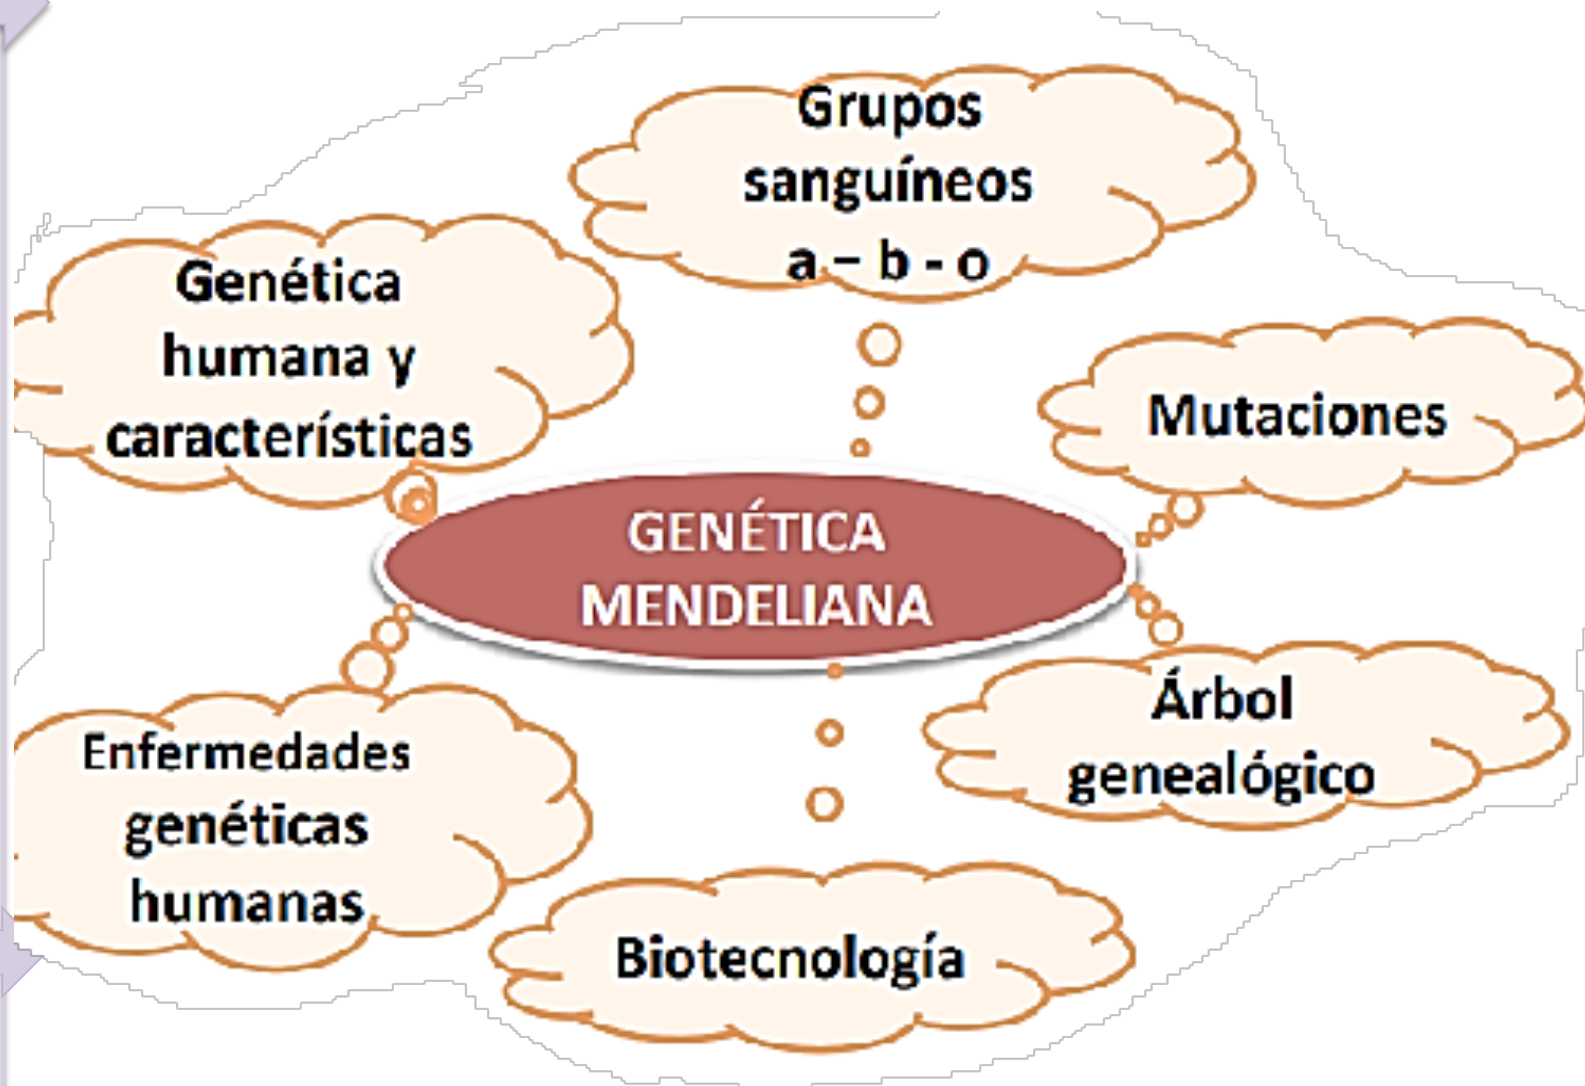 Grupos
sanguíneos
a – b - o
Genética
humana y
características
Mutaciones
GENÉTICA
MENDELIANA
Árbol
genealógico
Enfermedades
genéticas
humanas
Biotecnología